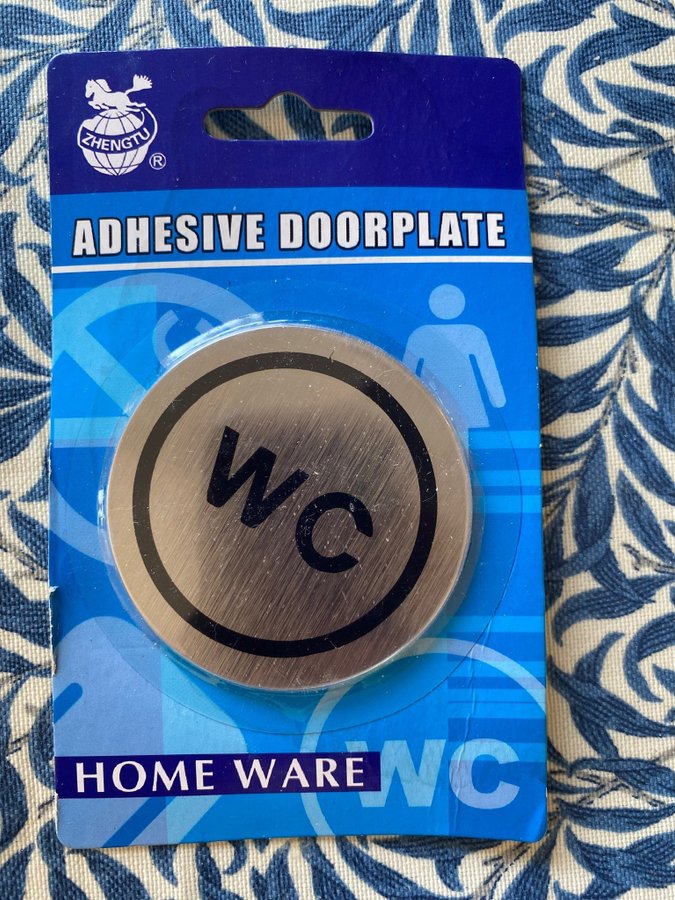 ZHENGTU
®
ADHESIVE DOORPLATE
WC
HOME WARE
WC